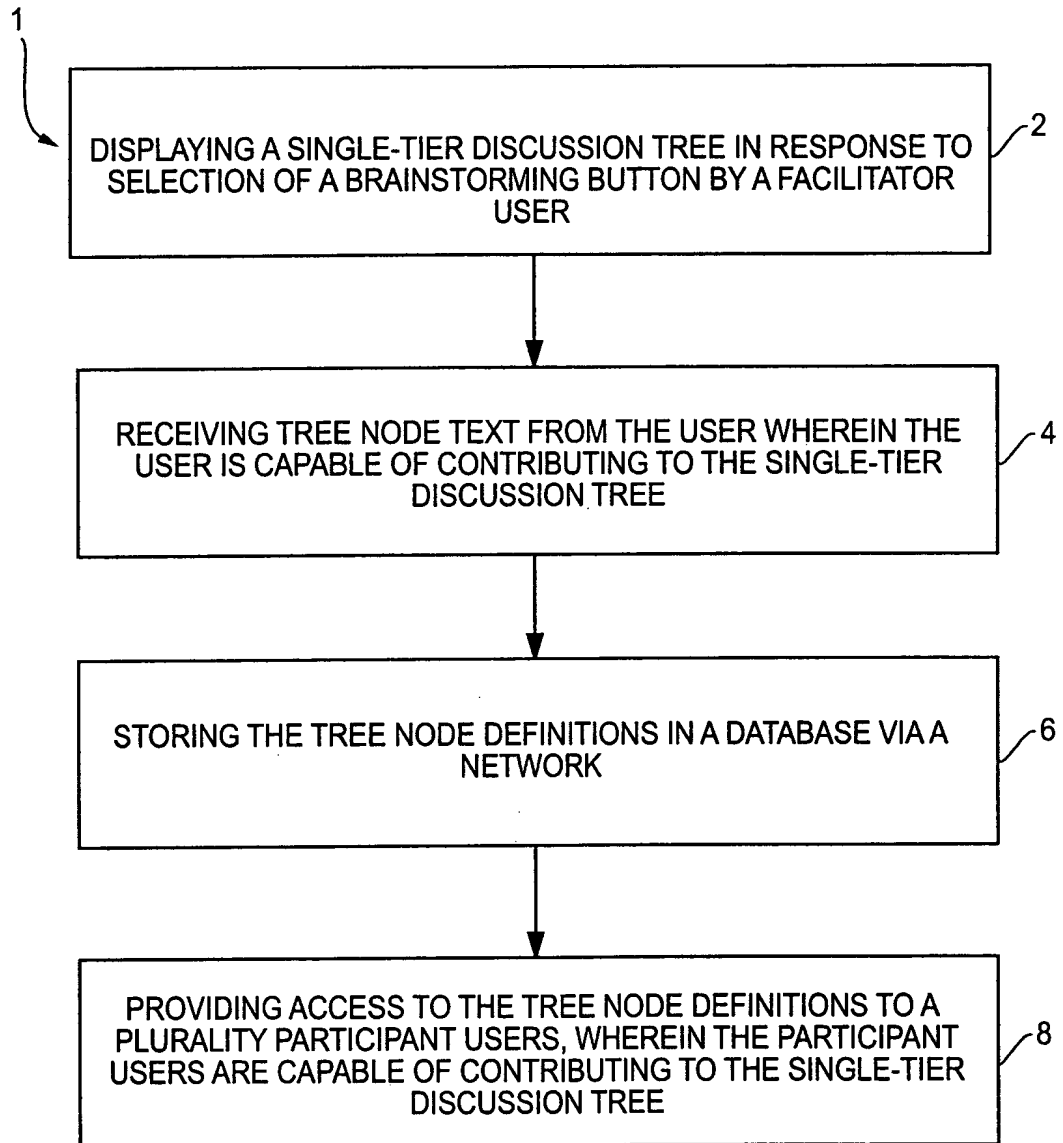 1
DISPLAYING A SINGLE-TIER DISCUSSION TREE IN RESPONSE TO
SELECTION OF A BRAINSTORMING BUTTON BY A FACILITATOR
USER
2
RECEIVING TREE NODE TEXT FROM THE USER WHEREIN THE
USER IS CAPABLE OF CONTRIBUTING TO THE SINGLE-TIER
DISCUSSION TREE
4
STORING THE TREE NODE DEFINITIONS IN A DATABASE VIA A
NETWORK
6
PROVIDING ACCESS TO THE TREE NODE DEFINITIONS TO A
PLURALITY PARTICIPANT USERS, WHEREIN THE PARTICIPANT
USERS ARE CAPABLE OF CONTRIBUTING TO THE SINGLE-TIER
DISCUSSION TREE
8